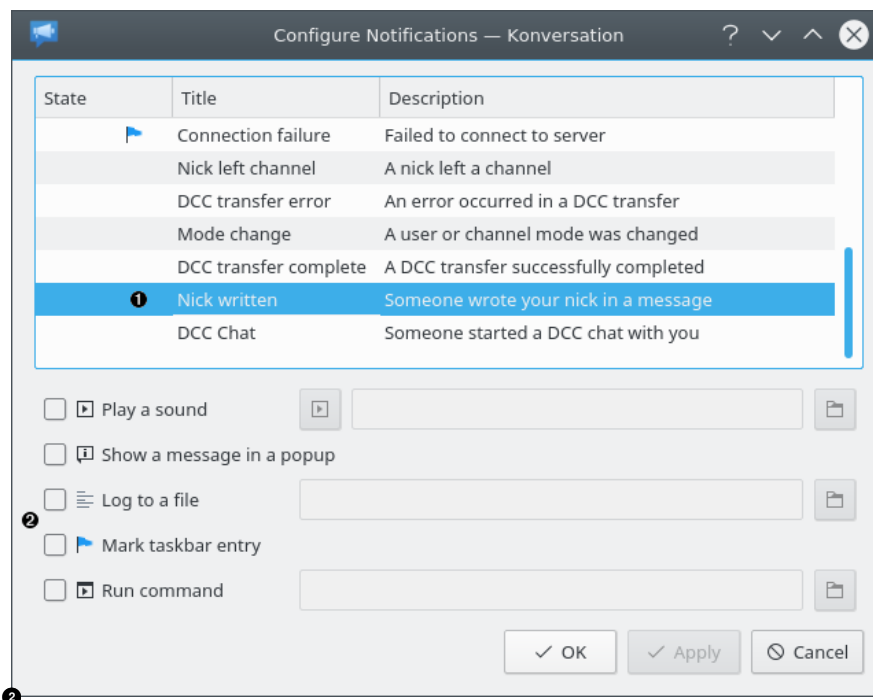 Configure Notifications — Konversation
State Title Description
Connection failure Failed to connect to server
Nick left channel A nick left a channel
DCC transfer error An error occurred in a DCC transfer
Mode change A user or channel mode was changed
DCC transfer complete A DCC transfer successfully completed
❶ Nick written Someone wrote your nick in a message
DCC Chat Someone started a DCC chat with you
Play a sound
Show a message in a popup
Log to a file
❷
Mark taskbar entry
Run command
OK Apply Cancel
❷